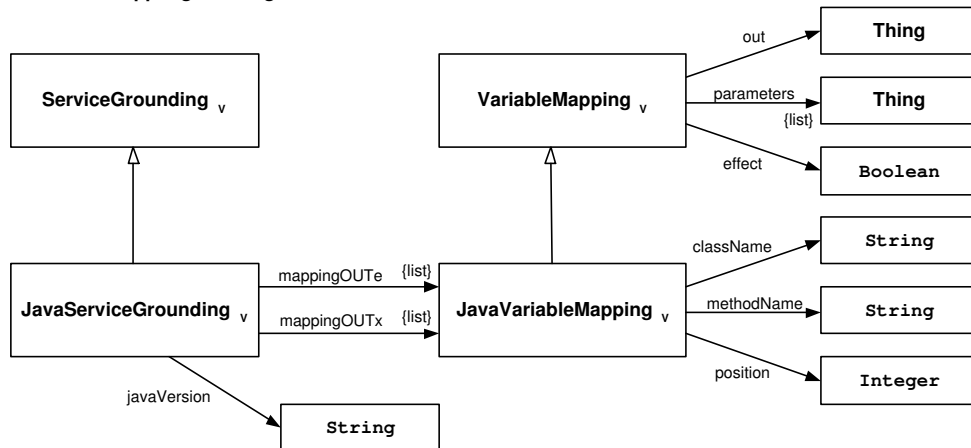 out
Thing
ServiceGrounding v
VariableMapping v
parameters
{list}
Thing
effect
Boolean
className
String
JavaServiceGrounding v
mappingOUTe {list}
mappingOUTx {list}
JavaVariableMapping v
methodName
String
position
Integer
javaVersion
String